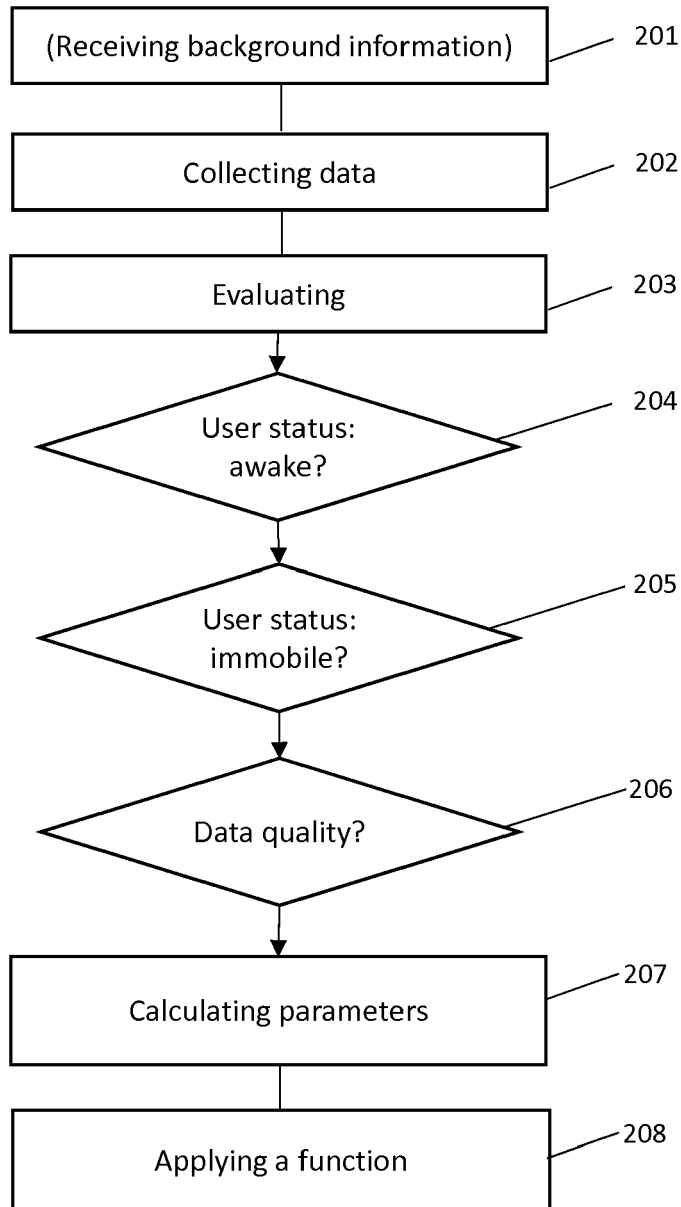 (Receiving background information)
201
Collecting data
202
Evaluating
203
User status:
awake?
204
User status:
immobile?
205
Data quality?
206
Calculating parameters
207
Applying a function
208